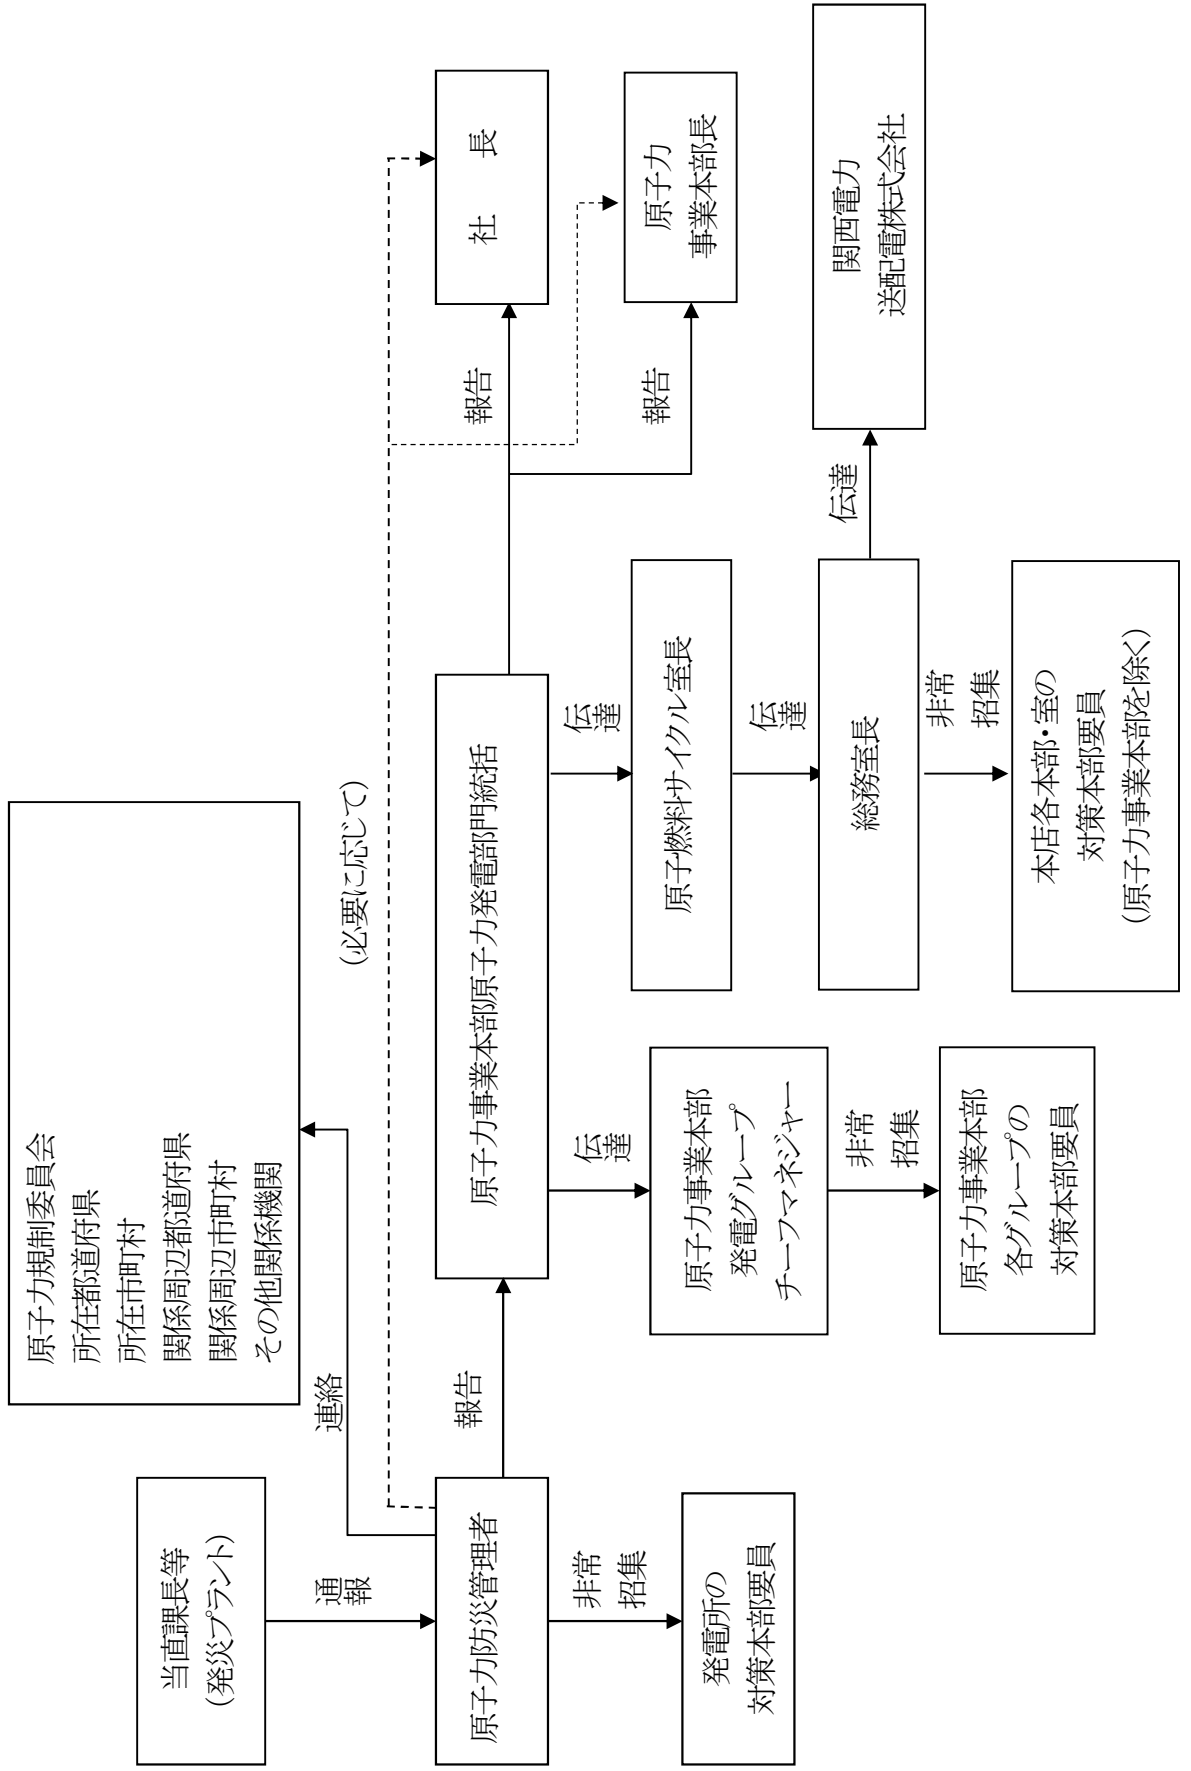 原子力規制委員会
所在都道府県
所在市町村
関係周辺都道府県
関係周辺市町村
その他関係機関
当直課長等
(発災プラント)
通報
連絡
(必要に応じて)
原子力防災管理者
報告
原子力事業本部原子力発電部門統括
報告
社　長
非常
招集
発電所の
対策本部要員
伝達
原子力事業本部
発電グループ
チーフマネジャー
非常
招集
原子力事業本部
各グループの
対策本部要員
伝達
原子燃料サイクル室長
伝達
総務室長
非常
招集
本店各本部・室の
対策本部要員
(原子力事業本部を除く)
報告
原子力
事業本部長
伝達
関西電力
送配電株式会社